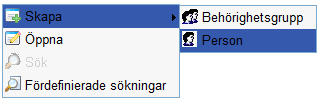 Skapa
Öppna
Sök
Fördefinierade sökningar
Behörighetsgrupp
Person